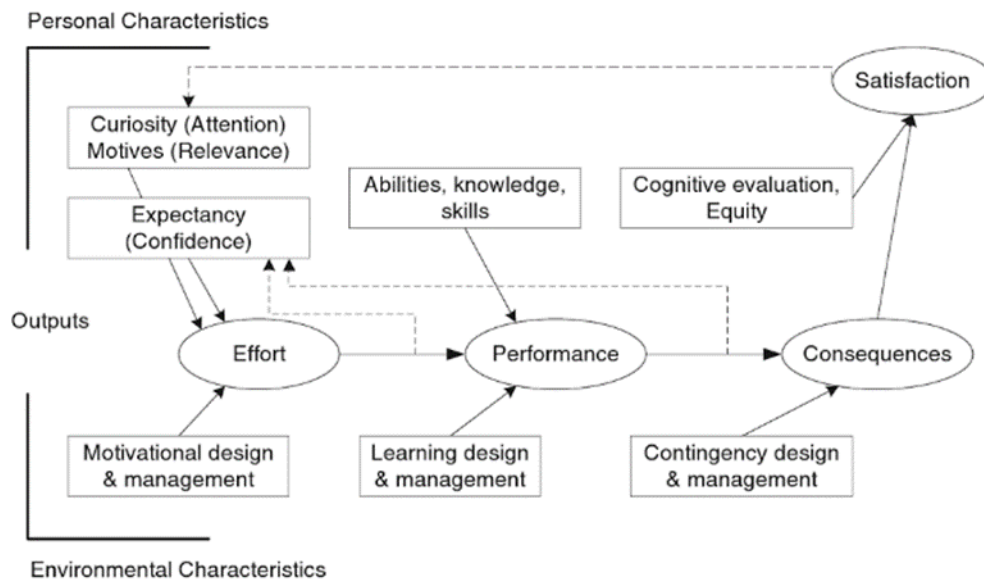 Personal Characteristics
Satisfaction
Curiosity (Attention)
Motives (Relevance)
Abilities, knowledge,
skills
Cognitive evaluation,
Equity
Expectancy
(Confidence)
Outputs
Effort
Performance
Consequences
Motivational design
& management
Learning design
& management
Contingency design
& management
Environmental Characteristics